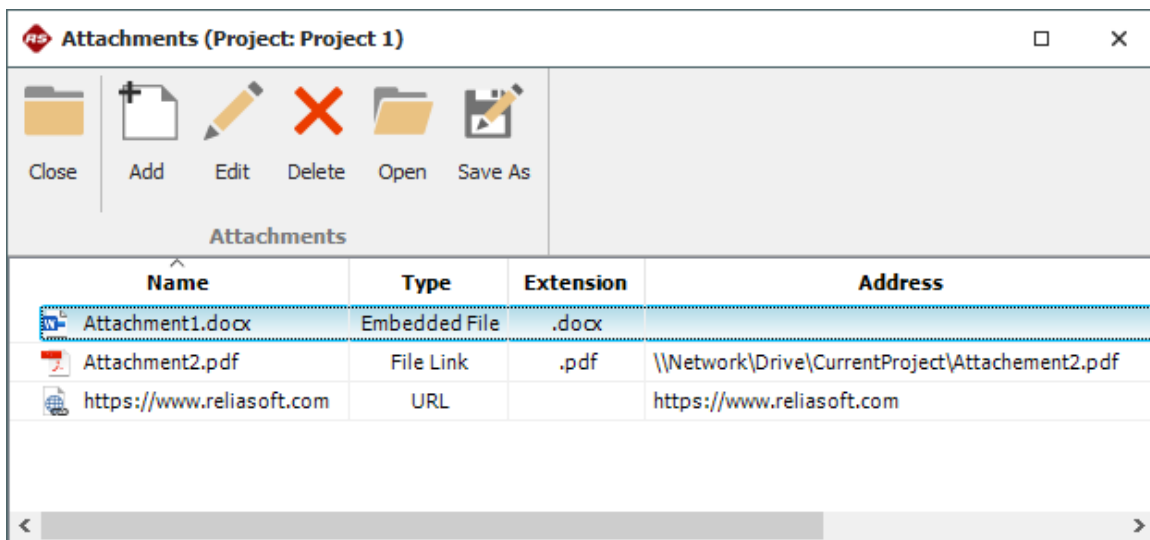 RS Attachments (Project: Project 1)
Close Add Edit Delete Open Save As
Attachments
Name Type Extension Address
Attachment1.docx Embedded File .docx
Attachment2.pdf File Link .pdf \\Network\Drive\CurrentProject\Attachement2.pdf
https://www.reliasoft.com URL https://www.reliasoft.com